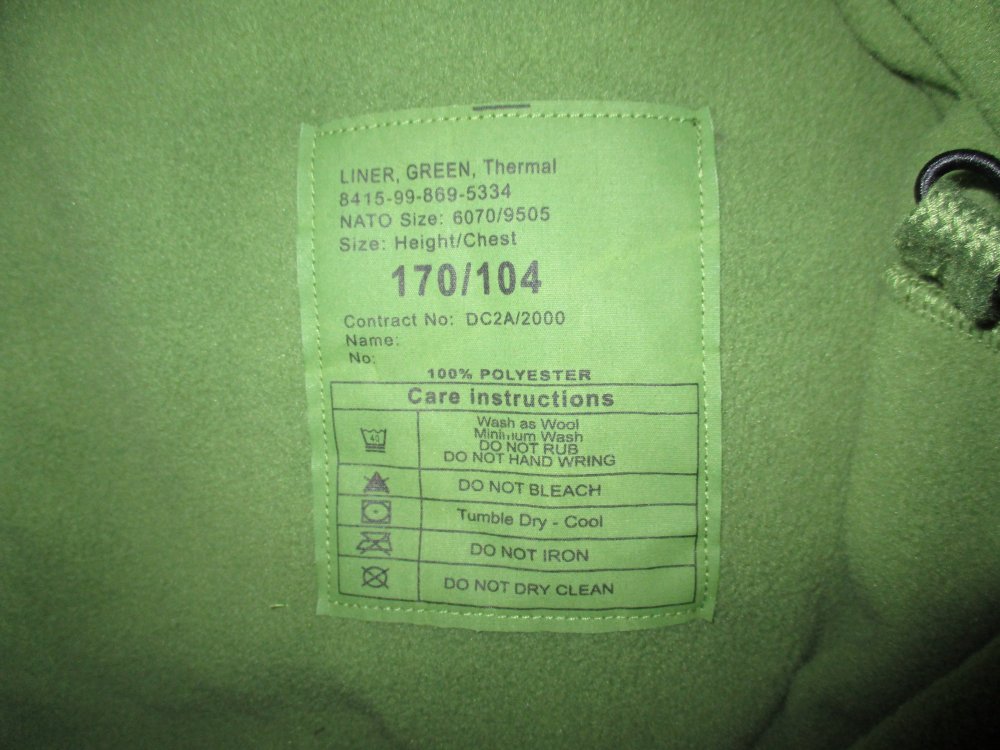 LINER, GREEN, Thermal
8415-99-869-5334
NATO Size: 6070/9505
Size: Height/Chest
170/104
Contract No: DC2A/2000
Name:
No:
100% POLYESTER
Care instructions
40
Wash as Wool
Minimum Wash
DO NOT RUB
DO NOT HAND WRING
DO NOT BLEACH
Tumble Dry - Cool
DO NOT IRON
DO NOT DRY CLEAN